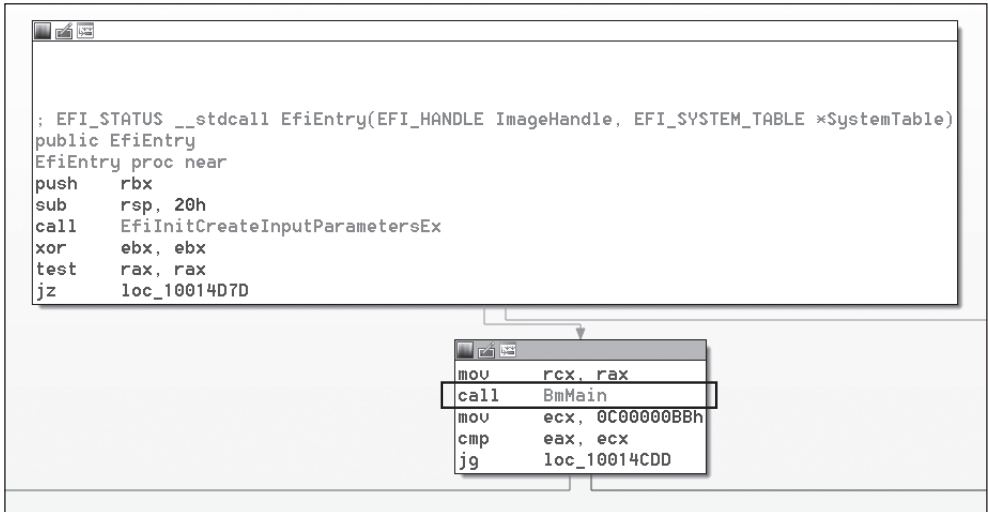 ; EFI_STATUS __stdcall EfiEntry(EFI_HANDLE ImageHandle, EFI_SYSTEM_TABLE *SystemTable)
public EfiEntry
EfiEntry proc near
push    rbx
sub     rsp, 20h
call    EfiInitCreateInputParametersEx
xor     ebx, ebx
test    rax, rax
jz      loc_10014D7D
mov     rcx, rax
call    BmMain
mov     ecx, 0C00000BBh
cmp     eax, ecx
jg      loc_10014CDD